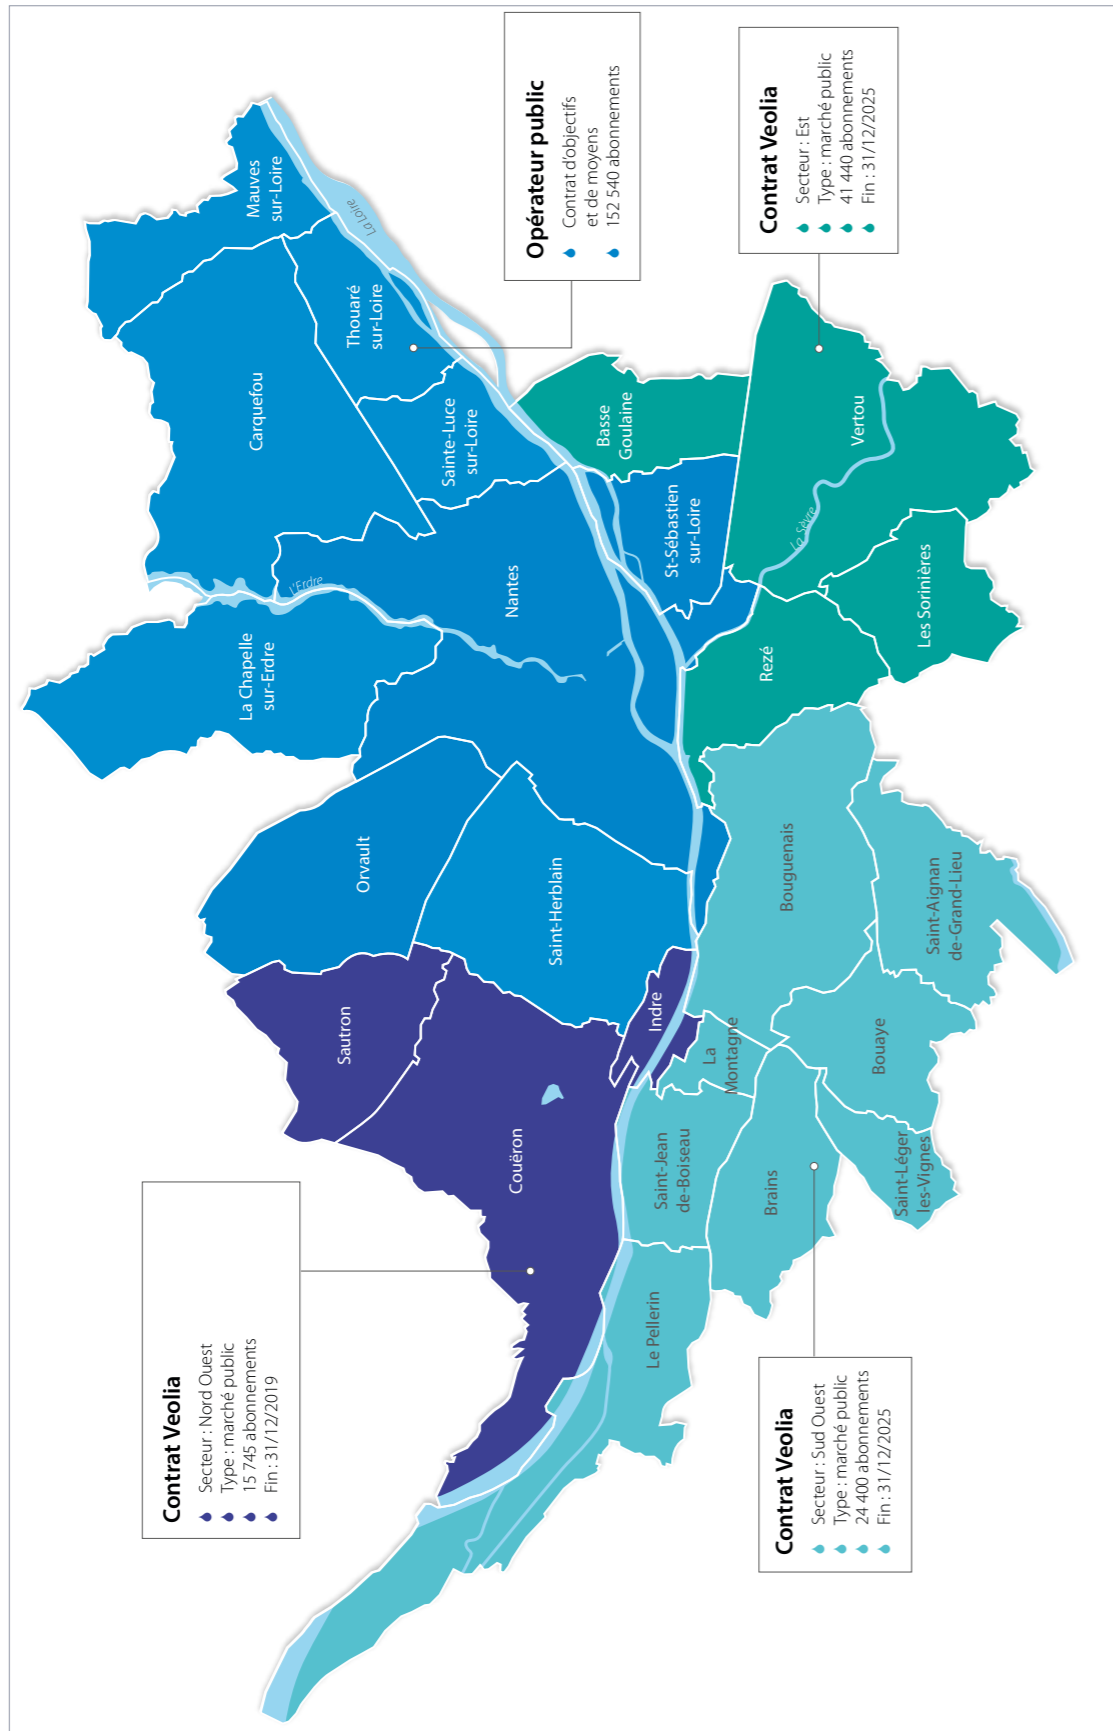 Contrat Veolia
Secteur : Nord Ouest
Type : marché public
15 745 abonnements
Fin : 31/12/2019
Opérateur public
Contrat d'objectifs
et de moyens
152 540 abonnements
Contrat Veolia
Secteur : Est
Type : marché public
41 440 abonnements
Fin : 31/12/2025
Contrat Veolia
Secteur : Sud Ouest
Type : marché public
24 400 abonnements
Fin : 31/12/2025
Mauves
sur-Loire
Carquefou
Thouaré
sur-Loire
Sainte-Luce
sur-Loire
La Loire
La Chapelle
sur-Erdre
L'Erdre
Nantes
Orvault
Saint-Herblain
Sautron
Couëron
Indre
Basse
Goulaine
St-Sébastien
sur-Loire
Vertou
La Sèvre
Les Sorinières
Rezé
Bouguenais
Saint-Aignan
de-Grand-Lieu
Bouaye
La
Montagne
Saint-Jean
de-Boiseau
Brains
Saint-Léger
les-Vignes
Le Pellerin